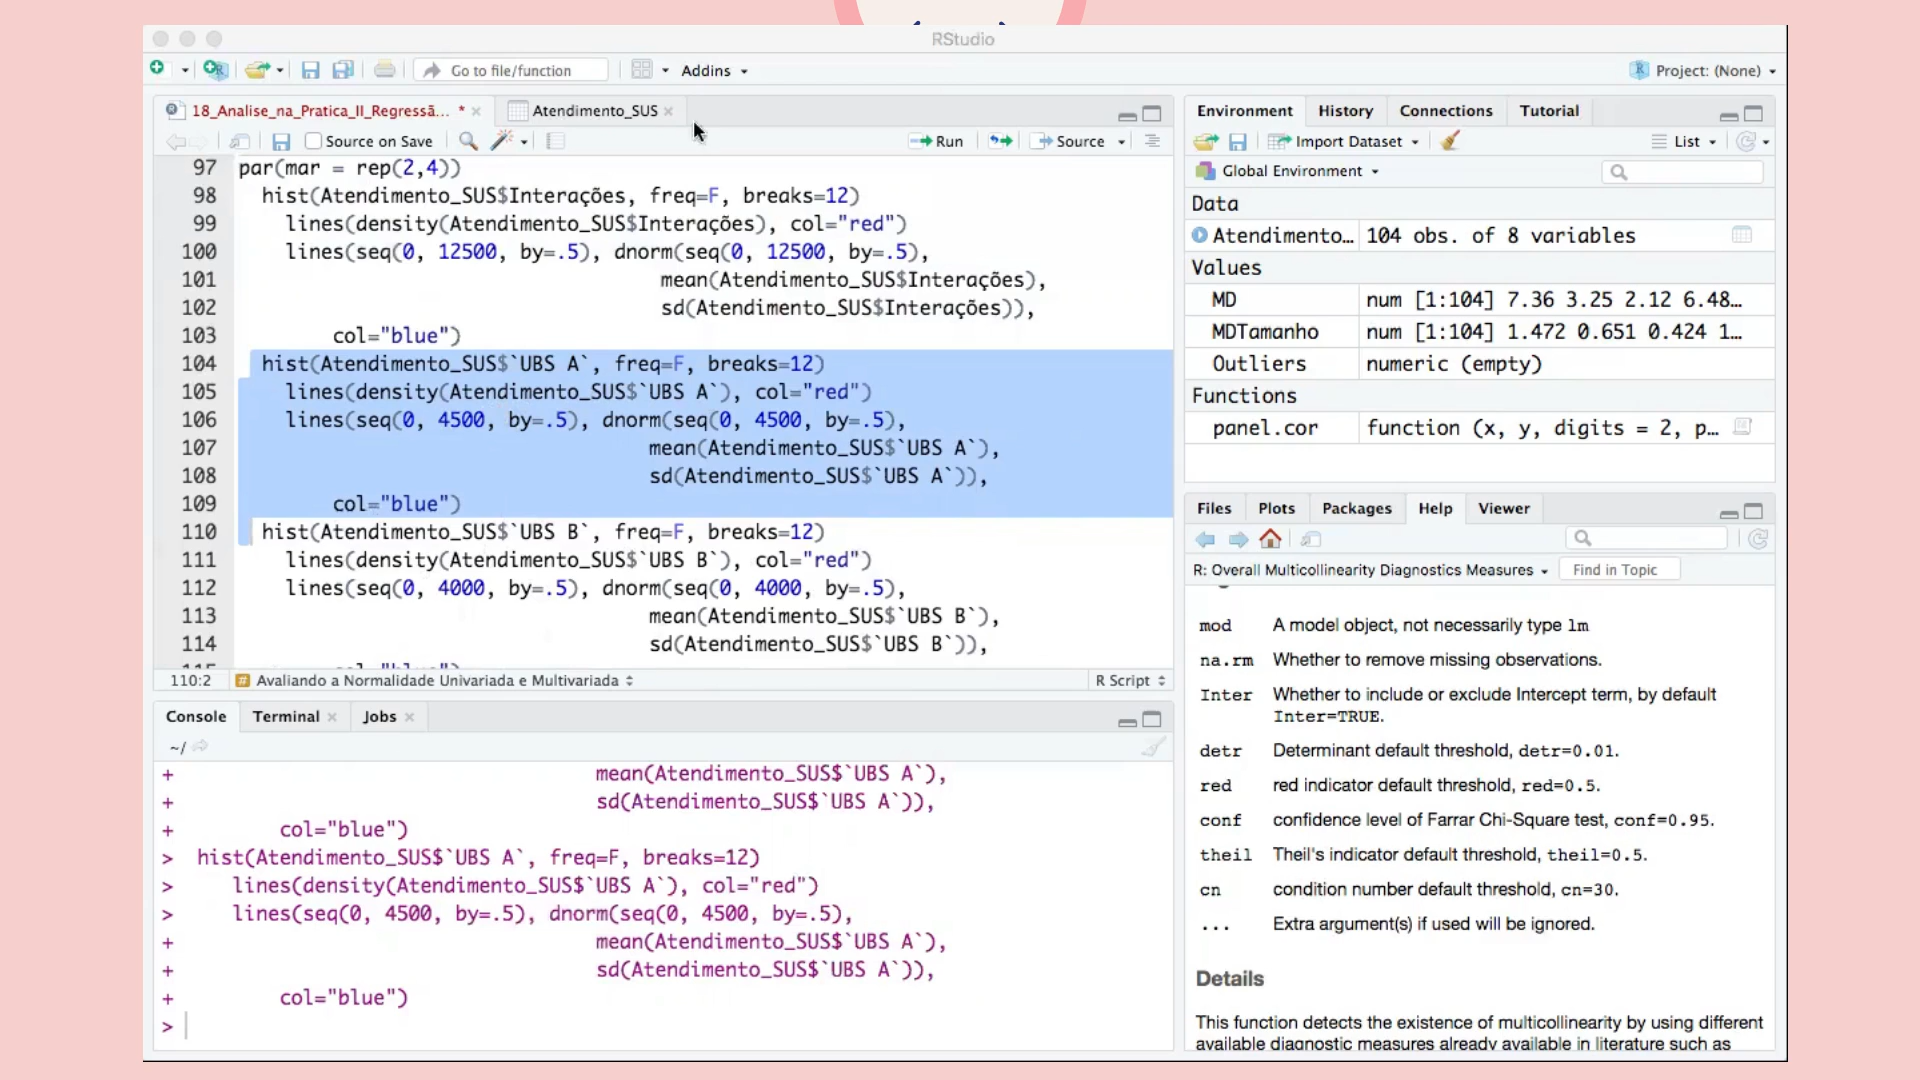 RStudio
Go to file/function
Addins
Project: (None)
18_Analise_na_Pratica_II_Regressã... *
Atendimento_SUS
Source on Save
Run
Source
97 par(mar = rep(2,4))
98 hist(Atendimento_SUS$Interações, freq=F, breaks=12)
99 lines(density(Atendimento_SUS$Interações), col="red")
100 lines(seq(0, 12500, by=.5), dnorm(seq(0, 12500, by=.5),
101 mean(Atendimento_SUS$Interações),
102 sd(Atendimento_SUS$Interações)),
103 col="blue")
104 hist(Atendimento_SUS$`UBS A`, freq=F, breaks=12)
105 lines(density(Atendimento_SUS$`UBS A`), col="red")
106 lines(seq(0, 4500, by=.5), dnorm(seq(0, 4500, by=.5),
107 mean(Atendimento_SUS$`UBS A`),
108 sd(Atendimento_SUS$`UBS A`)),
109 col="blue")
110 hist(Atendimento_SUS$`UBS B`, freq=F, breaks=12)
111 lines(density(Atendimento_SUS$`UBS B`), col="red")
112 lines(seq(0, 4000, by=.5), dnorm(seq(0, 4000, by=.5),
113 mean(Atendimento_SUS$`UBS B`),
114 sd(Atendimento_SUS$`UBS B`)),
110:2 # Avaliando a Normalidade Univariada e Multivariada
R Script
Console Terminal Jobs
~/
+ mean(Atendimento_SUS$`UBS A`),
+ sd(Atendimento_SUS$`UBS A`)),
+ col="blue")
> hist(Atendimento_SUS$`UBS A`, freq=F, breaks=12)
> lines(density(Atendimento_SUS$`UBS A`), col="red")
> lines(seq(0, 4500, by=.5), dnorm(seq(0, 4500, by=.5),
+ mean(Atendimento_SUS$`UBS A`),
+ sd(Atendimento_SUS$`UBS A`)),
+ col="blue")
>
Environment History Connections Tutorial
Import Dataset
List
Global Environment
Data
Atendimento… 104 obs. of 8 variables
Values
MD num [1:104] 7.36 3.25 2.12 6.48…
MDTamanho num [1:104] 1.472 0.651 0.424 1…
Outliers numeric (empty)
Functions
panel.cor function (x, y, digits = 2, p…
Files Plots Packages Help Viewer
R: Overall Multicollinearity Diagnostics Measures
Find in Topic
mod A model object, not necessarily type lm
na.rm Whether to remove missing observations.
Inter Whether to include or exclude Intercept term, by default
Inter=TRUE.
detr Determinant default threshold, detr=0.01.
red red indicator default threshold, red=0.5.
conf confidence level of Farrar Chi-Square test, conf=0.95.
theil Theil's indicator default threshold, theil=0.5.
cn condition number default threshold, cn=30.
... Extra argument(s) if used will be ignored.
Details
This function detects the existence of multicollinearity by using different
available diagnostic measures already available in literature such as